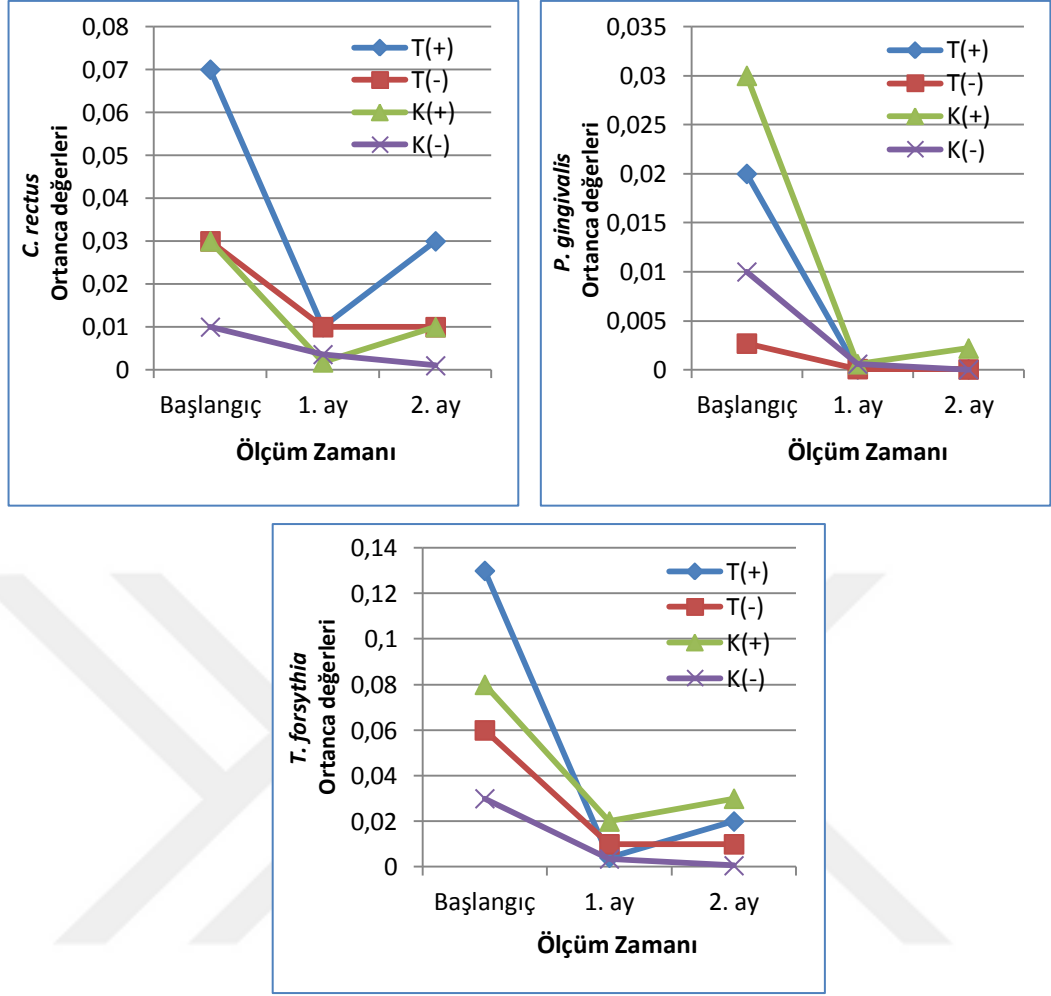 0,08
0,07
0,06
0,05
0,04
0,03
0,02
0,01
0
C. rectus
Ortanca değerleri
T(+)
T(-)
K(+)
K(-)
Başlangıç 1. ay 2. ay
Ölçüm Zamanı
0,035
0,03
0,025
0,02
0,015
0,01
0,005
0
P. gingivalis
Ortanca değerleri
T(+)
T(-)
K(+)
K(-)
Başlangıç 1. ay 2. ay
Ölçüm Zamanı
0,14
0,12
0,1
0,08
0,06
0,04
0,02
0
T. forsythia
Ortanca değerleri
T(+)
T(-)
K(+)
K(-)
Başlangıç 1. ay 2. ay
Ölçüm Zamanı